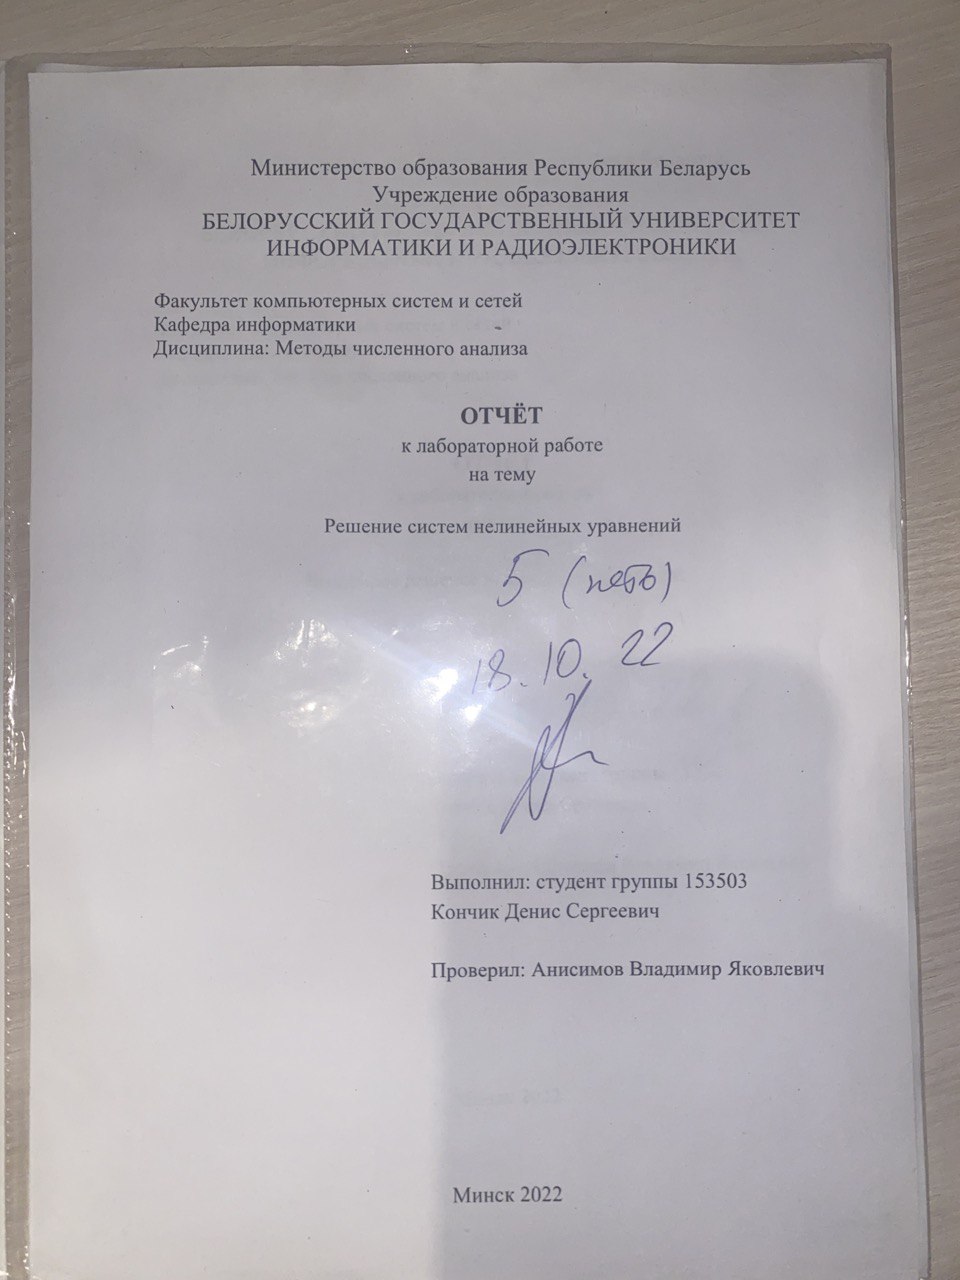 Министерство образования Республики Беларусь
Учреждение образования
БЕЛОРУССКИЙ ГОСУДАРСТВЕННЫЙ УНИВЕРСИТЕТ
ИНФОРМАТИКИ И РАДИОЭЛЕКТРОНИКИ
Факультет компьютерных систем и сетей
Кафедра информатики
Дисциплина: Методы численного анализа
ОТЧЁТ
к лабораторной работе
на тему
Решение систем нелинейных уравнений
5 (пять)
18.10.22
Выполнил: студент группы 153503
Кончик Денис Сергеевич
Проверил: Анисимов Владимир Яковлевич
Минск 2022